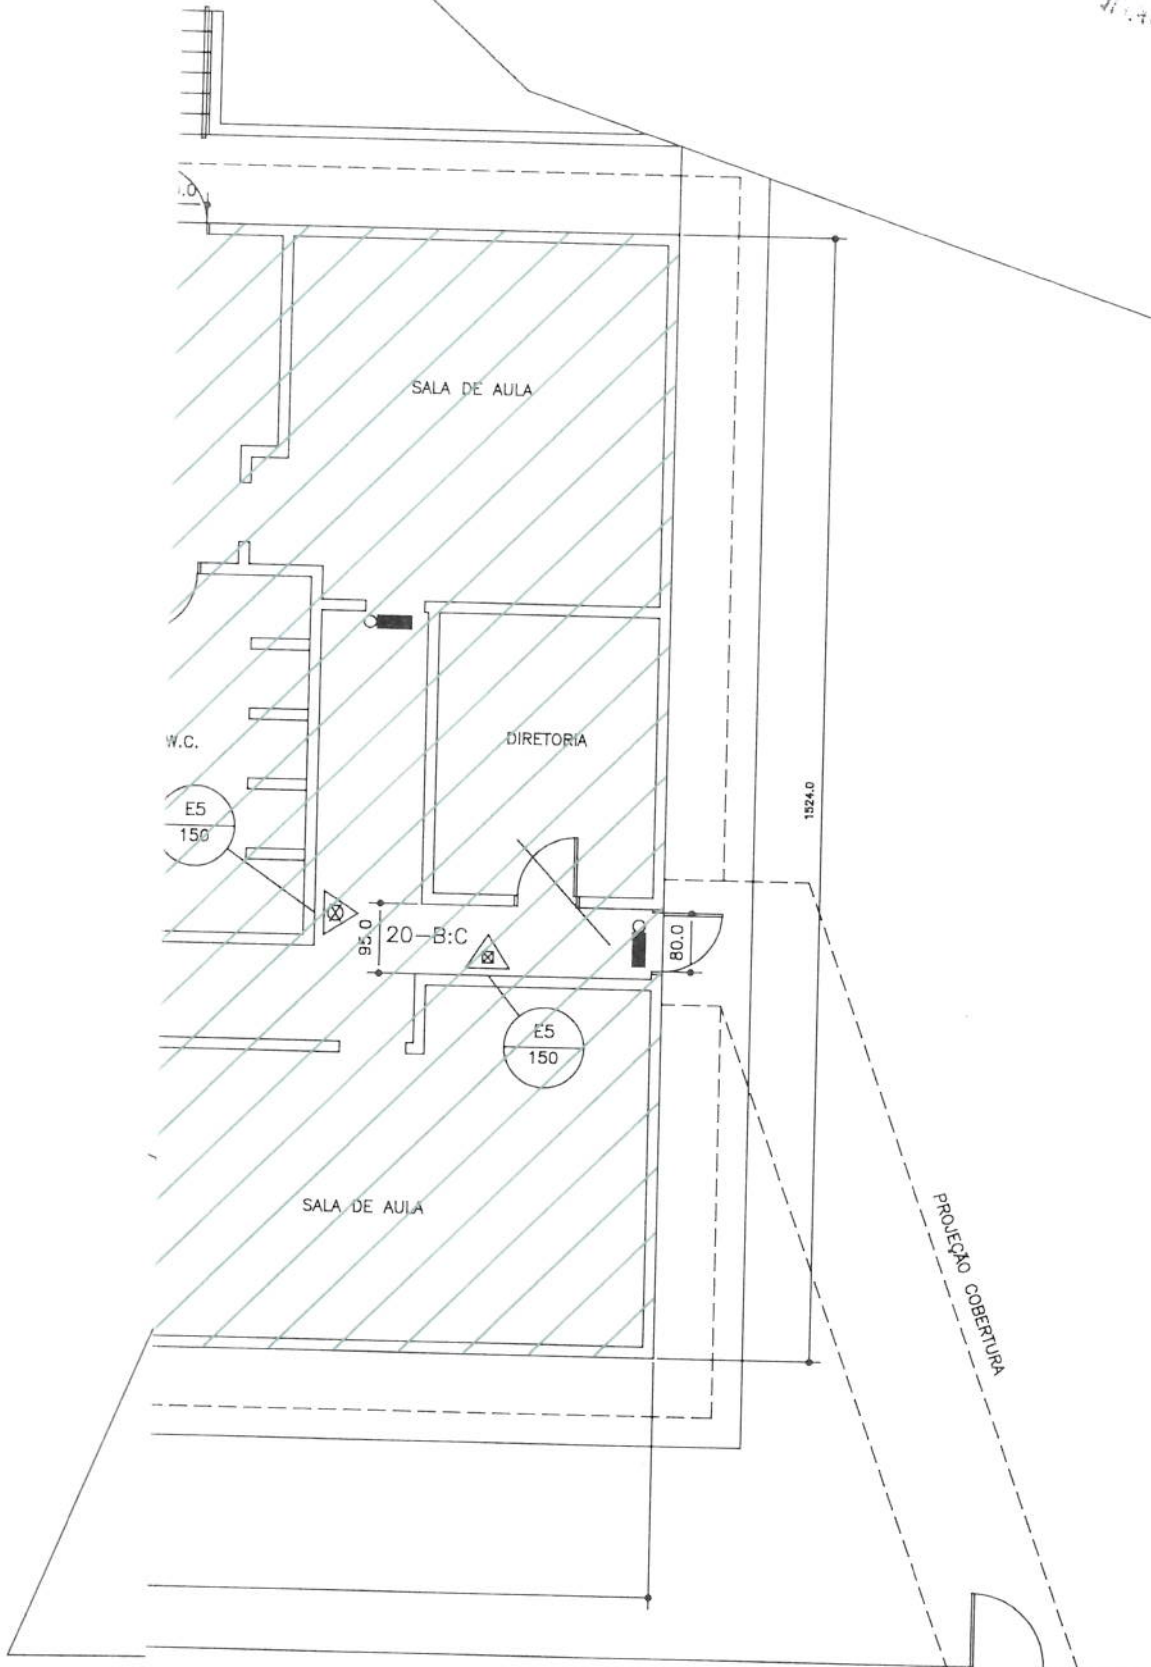 SALA DE AULA
W.C.
DIRETORIA
E5
150
1524.0
95.0
20-B:C
80.0
E5
150
SALA DE AULA
PROJEÇÃO COBERTURA